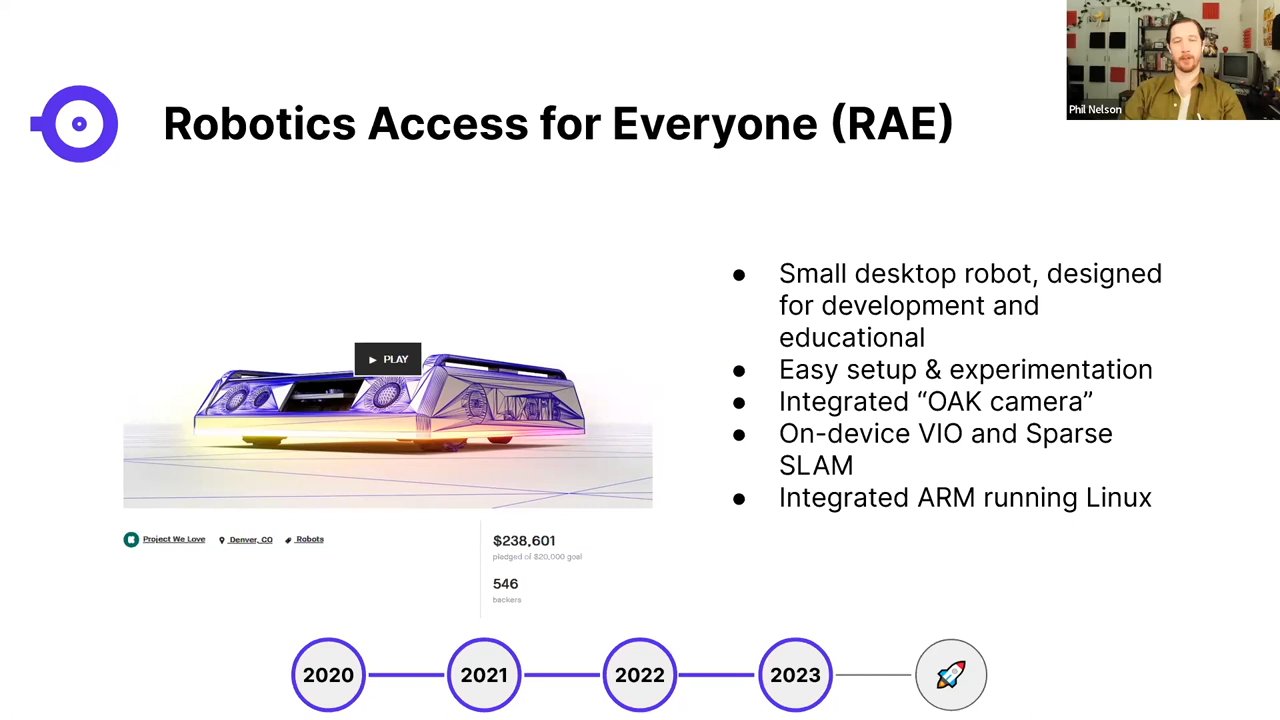 Phil Nelson
Robotics Access for Everyone (RAE)
▶ PLAY
LUXONIS
Project We Love
Denver, CO
Robots
$238,601
pledged of $20,000 goal
546
backers
● Small desktop robot, designed
for development and
educational
● Easy setup & experimentation
● Integrated “OAK camera”
● On-device VIO and Sparse
SLAM
● Integrated ARM running Linux
2020
2021
2022
2023